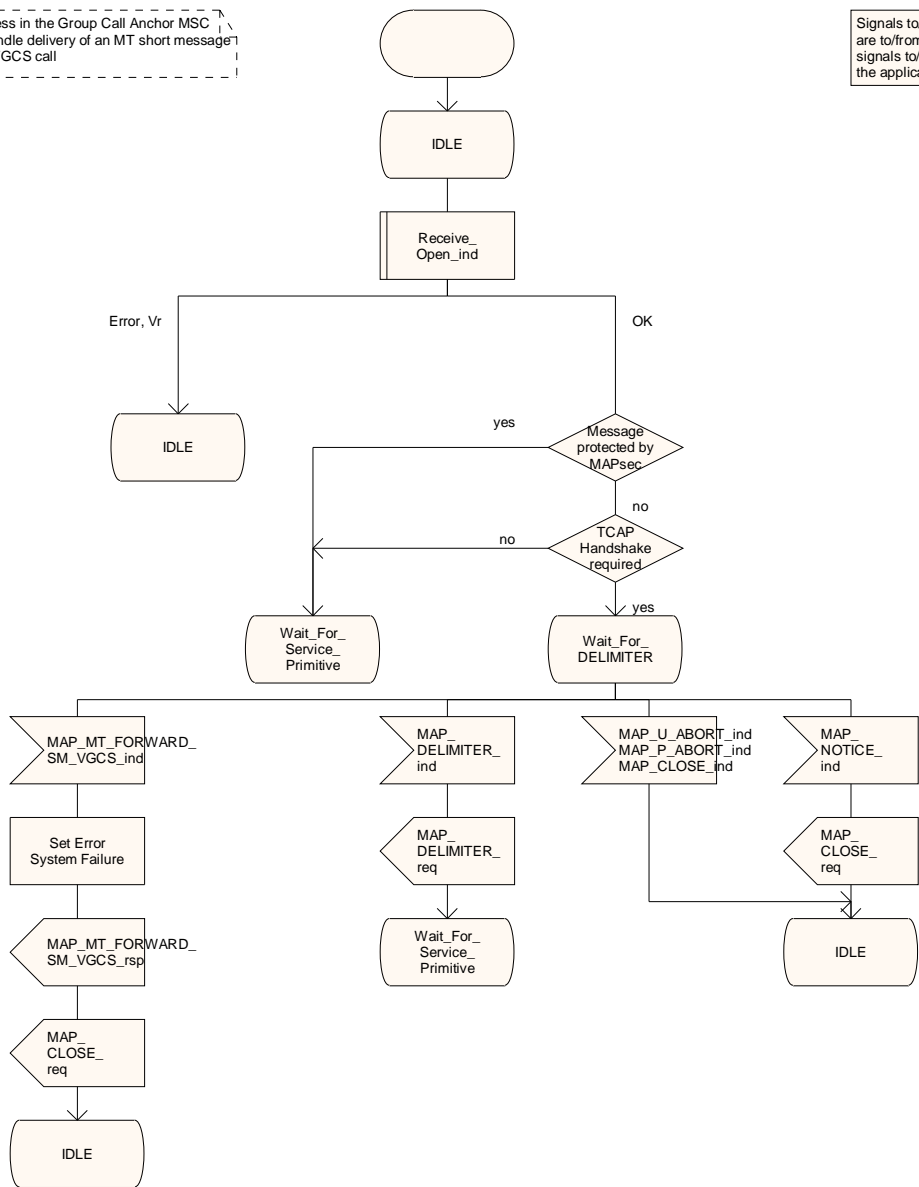 ess in the Group Call Anchor MSC
ndle delivery of an MT short message
GCS call
Signals to
are to/from
signals to/
the applica
IDLE
Receive_
Open_ind
Error, Vr
OK
IDLE
yes
Message
protected by
MAPsec
no
no
TCAP
Handshake
required
yes
Wait_For_
Service_
Primitive
Wait_For_
DELIMITER
MAP_MT_FORWARD_
SM_VGCS_ind
MAP_
DELIMITER_
ind
MAP_U_ABORT_ind
MAP_P_ABORT_ind
MAP_CLOSE_ind
MAP_
NOTICE_
ind
Set Error
System Failure
MAP_
DELIMITER_
req
MAP_
CLOSE_
req
MAP_MT_FORWARD_
SM_VGCS_rsp
Wait_For_
Service_
Primitive
IDLE
MAP_
CLOSE_
req
IDLE